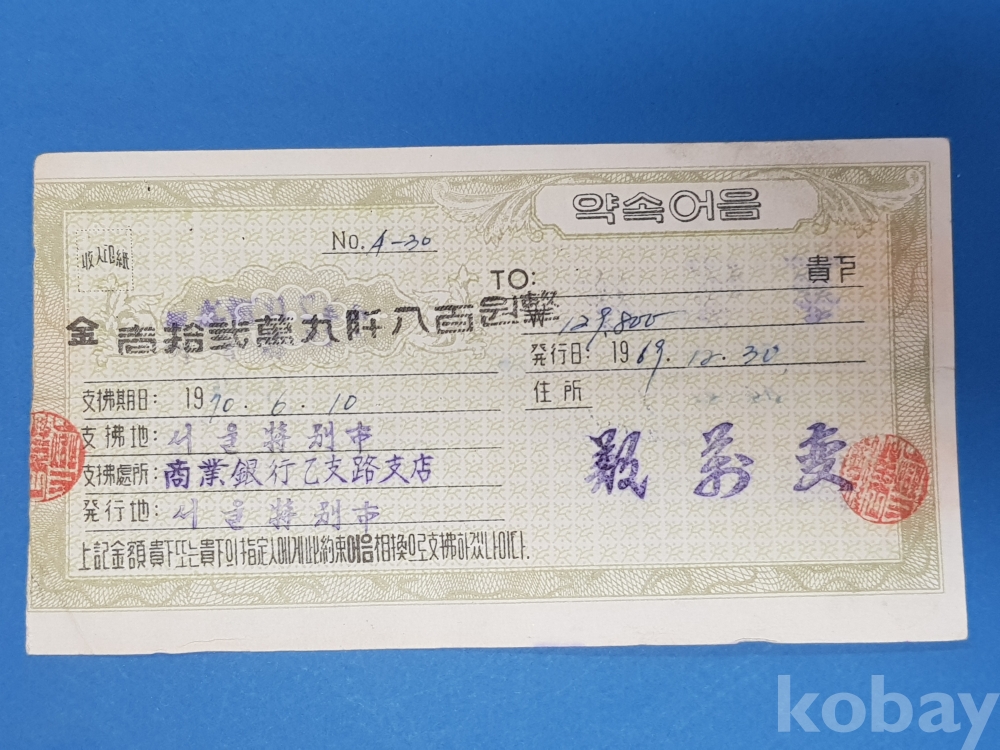 약속어음
No. A-30
收入印紙
TO: 貴下
金 壹拾貳萬九阡八百원整
₩ 129,800
発行日: 1969. 12. 30
支拂期日: 1970. 6. 10
住所
支拂地: 서울特別市
支拂處所: 商業銀行乙支路支店
発行地: 서울特別市
上記金額貴下또는貴下의指定人에게此約束어음相換으로支拂하겠나이다.
kobay